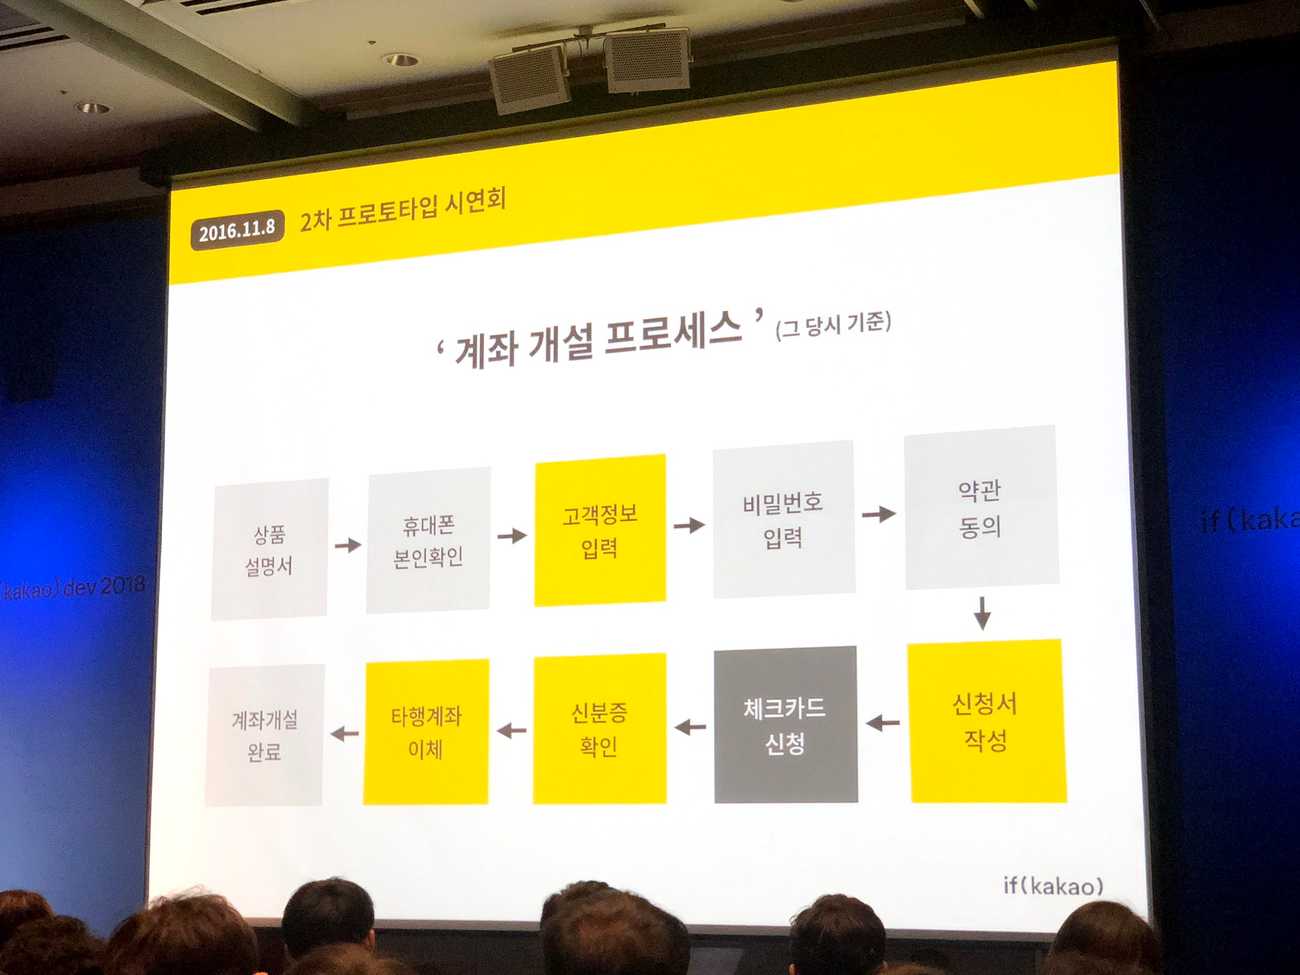 2016.11.8 2차 프로토타입 시연회
‘ 계좌 개설 프로세스 ’ (그 당시 기준)
상품
설명서
휴대폰
본인확인
고객정보
입력
비밀번호
입력
약관
동의
신청서
작성
체크카드
신청
신분증
확인
타행계좌
이체
계좌개설
완료
if(kakao)
(kakao)dev 2018
if(kaka